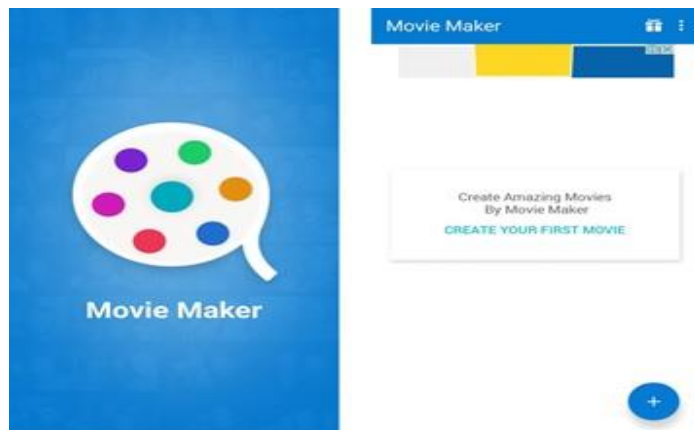 Movie Maker
Movie Maker
Create Amazing Movies
By Movie Maker
CREATE YOUR FIRST MOVIE
+